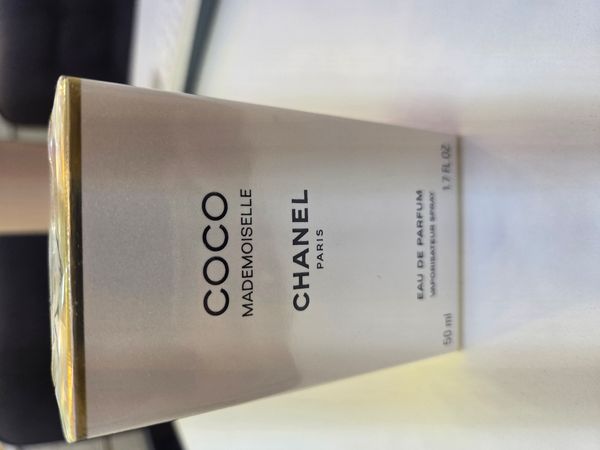 COCO
MADEMOISELLE
CHANEL
PARIS
EAU DE PARFUM
VAPORISATEUR SPRAY
50 ml 1.7 FL. OZ